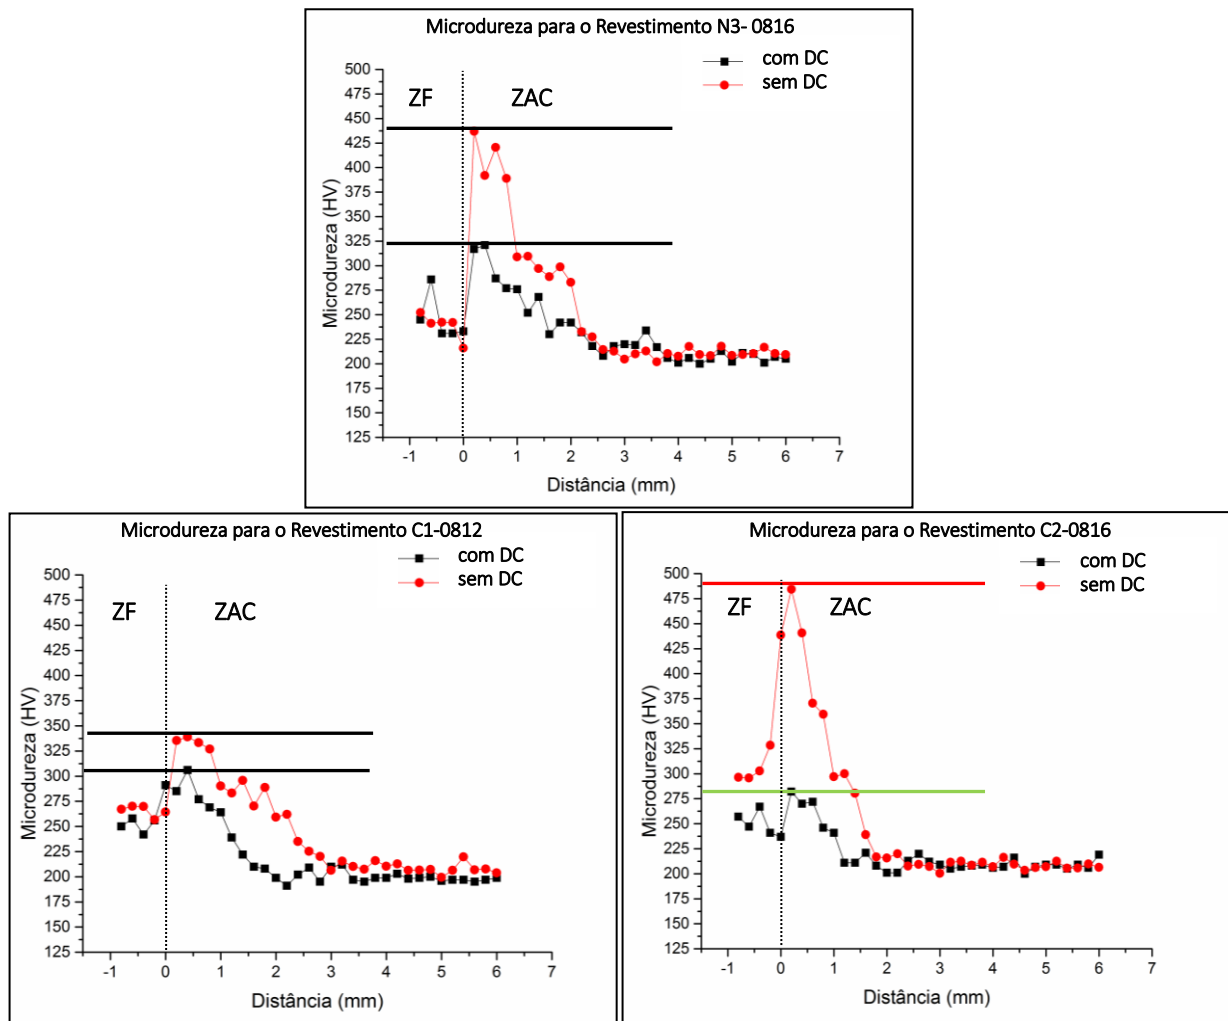 Microdureza para o Revestimento N3- 0816
com DC
sem DC
ZF
ZAC
500
475
450
425
400
375
350
325
300
275
250
225
200
175
150
125
Microdureza (HV)
-1 0 1 2 3 4 5 6 7
Distância (mm)
Microdureza para o Revestimento C1-0812
com DC
sem DC
ZF
ZAC
500
475
450
425
400
375
350
325
300
275
250
225
200
175
150
125
Microdureza (HV)
-1 0 1 2 3 4 5 6 7
Distância (mm)
Microdureza para o Revestimento C2-0816
com DC
sem DC
ZF
ZAC
500
475
450
425
400
375
350
325
300
275
250
225
200
175
150
125
Microdureza (HV)
-1 0 1 2 3 4 5 6 7
Distância (mm)